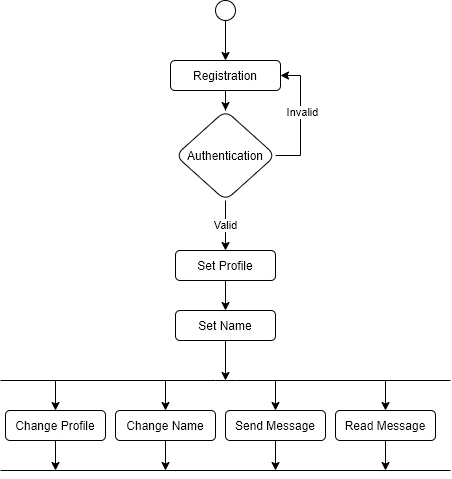 Registration
Invalid
Authentication
Valid
Set Profile
Set Name
Change Profile
Change Name
Send Message
Read Message